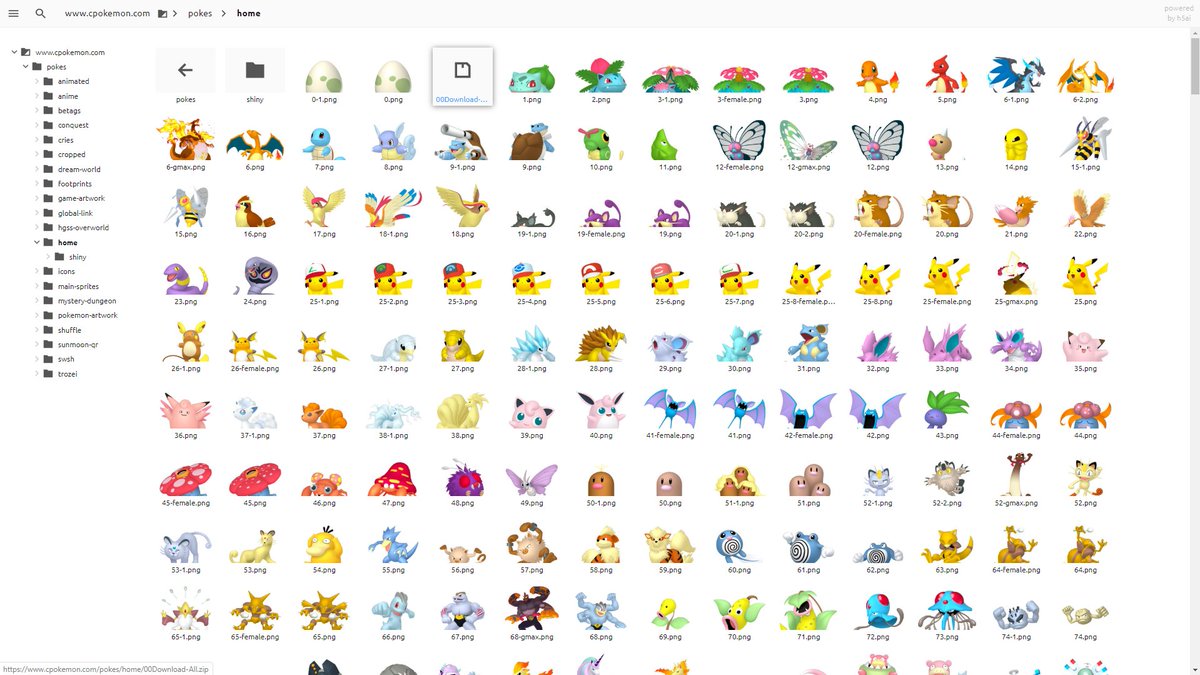 www.cpokemon.com pokes home
powered
by h5ai
www.cpokemon.com
pokes
animated
anime
betags
conquest
cries
cropped
dream-world
footprints
game-artwork
global-link
hgss-overworld
home
shiny
icons
main-sprites
mystery-dungeon
pokemon-artwork
shuffle
sunmoon-qr
swsh
trozei
pokes shiny 0-1.png 0.png 00Download-... 1.png 2.png 3-1.png 3-female.png 3.png 4.png 5.png 6-1.png 6-2.png
6-gmax.png 6.png 7.png 8.png 9-1.png 9.png 10.png 11.png 12-female.png 12-gmax.png 12.png 13.png 14.png 15-1.png
15.png 16.png 17.png 18-1.png 18.png 19-1.png 19-female.png 19.png 20-1.png 20-2.png 20-female.png 20.png 21.png 22.png
23.png 24.png 25-1.png 25-2.png 25-3.png 25-4.png 25-5.png 25-6.png 25-7.png 25-8-female.p... 25-8.png 25-female.png 25-gmax.png 25.png
26-1.png 26-female.png 26.png 27-1.png 27.png 28-1.png 28.png 29.png 30.png 31.png 32.png 33.png 34.png 35.png
36.png 37-1.png 37.png 38-1.png 38.png 39.png 40.png 41-female.png 41.png 42-female.png 42.png 43.png 44-female.png 44.png
45-female.png 45.png 46.png 47.png 48.png 49.png 50-1.png 50.png 51-1.png 51.png 52-1.png 52-2.png 52-gmax.png 52.png
53-1.png 53.png 54.png 55.png 56.png 57.png 58.png 59.png 60.png 61.png 62.png 63.png 64-female.png 64.png
65-1.png 65-female.png 65.png 66.png 67.png 68-gmax.png 68.png 69.png 70.png 71.png 72.png 73.png 74-1.png 74.png
https://www.cpokemon.com/pokes/home/00Download-All.zip